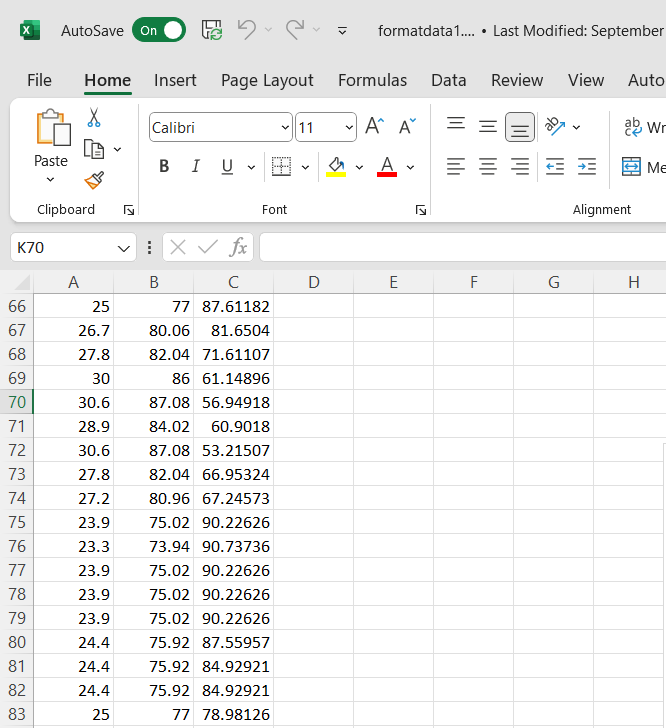 AutoSave On formatdata1.... • Last Modified: September
File Home Insert Page Layout Formulas Data Review View Auto
Paste Calibri 11 A A ab Wr
B I U A Me
Clipboard Font Alignment
K70 fx
A B C D E F G H
66 25 77 87.61182
67 26.7 80.06 81.6504
68 27.8 82.04 71.61107
69 30 86 61.14896
70 30.6 87.08 56.94918
71 28.9 84.02 60.9018
72 30.6 87.08 53.21507
73 27.8 82.04 66.95324
74 27.2 80.96 67.24573
75 23.9 75.02 90.22626
76 23.3 73.94 90.73736
77 23.9 75.02 90.22626
78 23.9 75.02 90.22626
79 23.9 75.02 90.22626
80 24.4 75.92 87.55957
81 24.4 75.92 84.92921
82 24.4 75.92 84.92921
83 25 77 78.98126